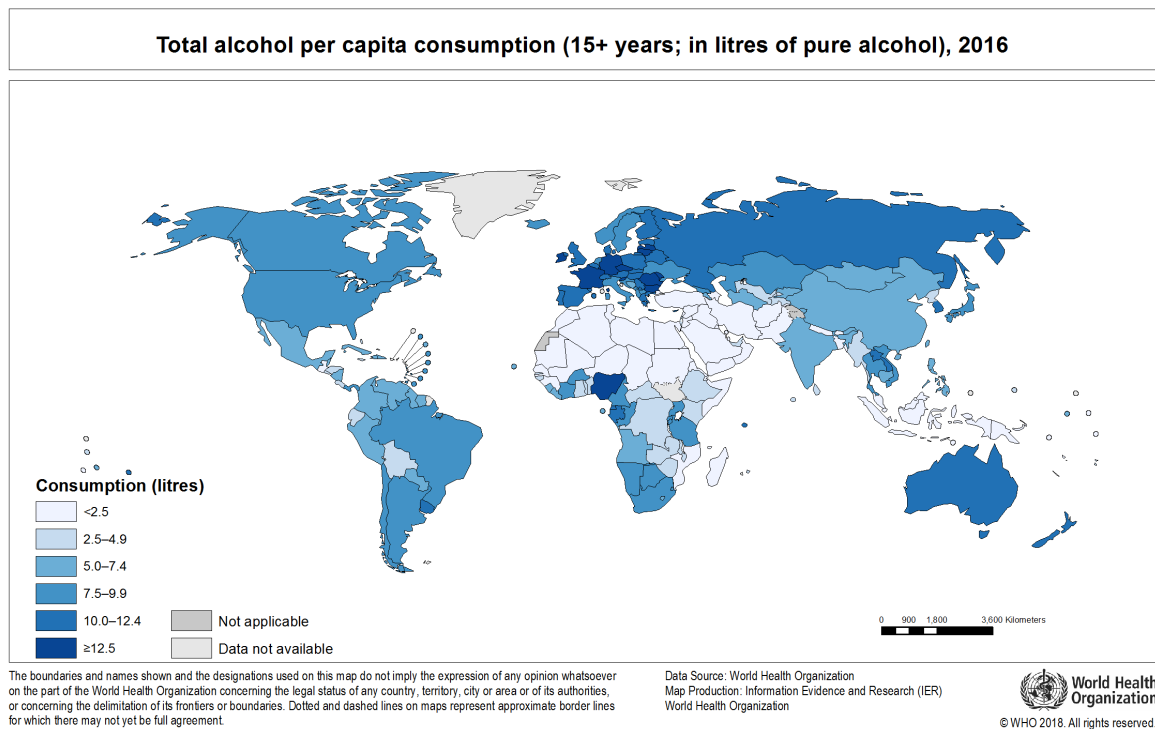 Total alcohol per capita consumption (15+ years; in litres of pure alcohol), 2016
Consumption (litres)
<2.5
2.5–4.9
5.0–7.4
7.5–9.9
10.0–12.4
≥12.5
Not applicable
Data not available
0 900 1,800 3,600 Kilometers
The boundaries and names shown and the designations used on this map do not imply the expression of any opinion whatsoever
on the part of the World Health Organization concerning the legal status of any country, territory, city or area or of its authorities,
or concerning the delimitation of its frontiers or boundaries. Dotted and dashed lines on maps represent approximate border lines
for which there may not yet be full agreement.
Data Source: World Health Organization
Map Production: Information Evidence and Research (IER)
World Health Organization
World Health
Organization
© WHO 2018. All rights reserved.